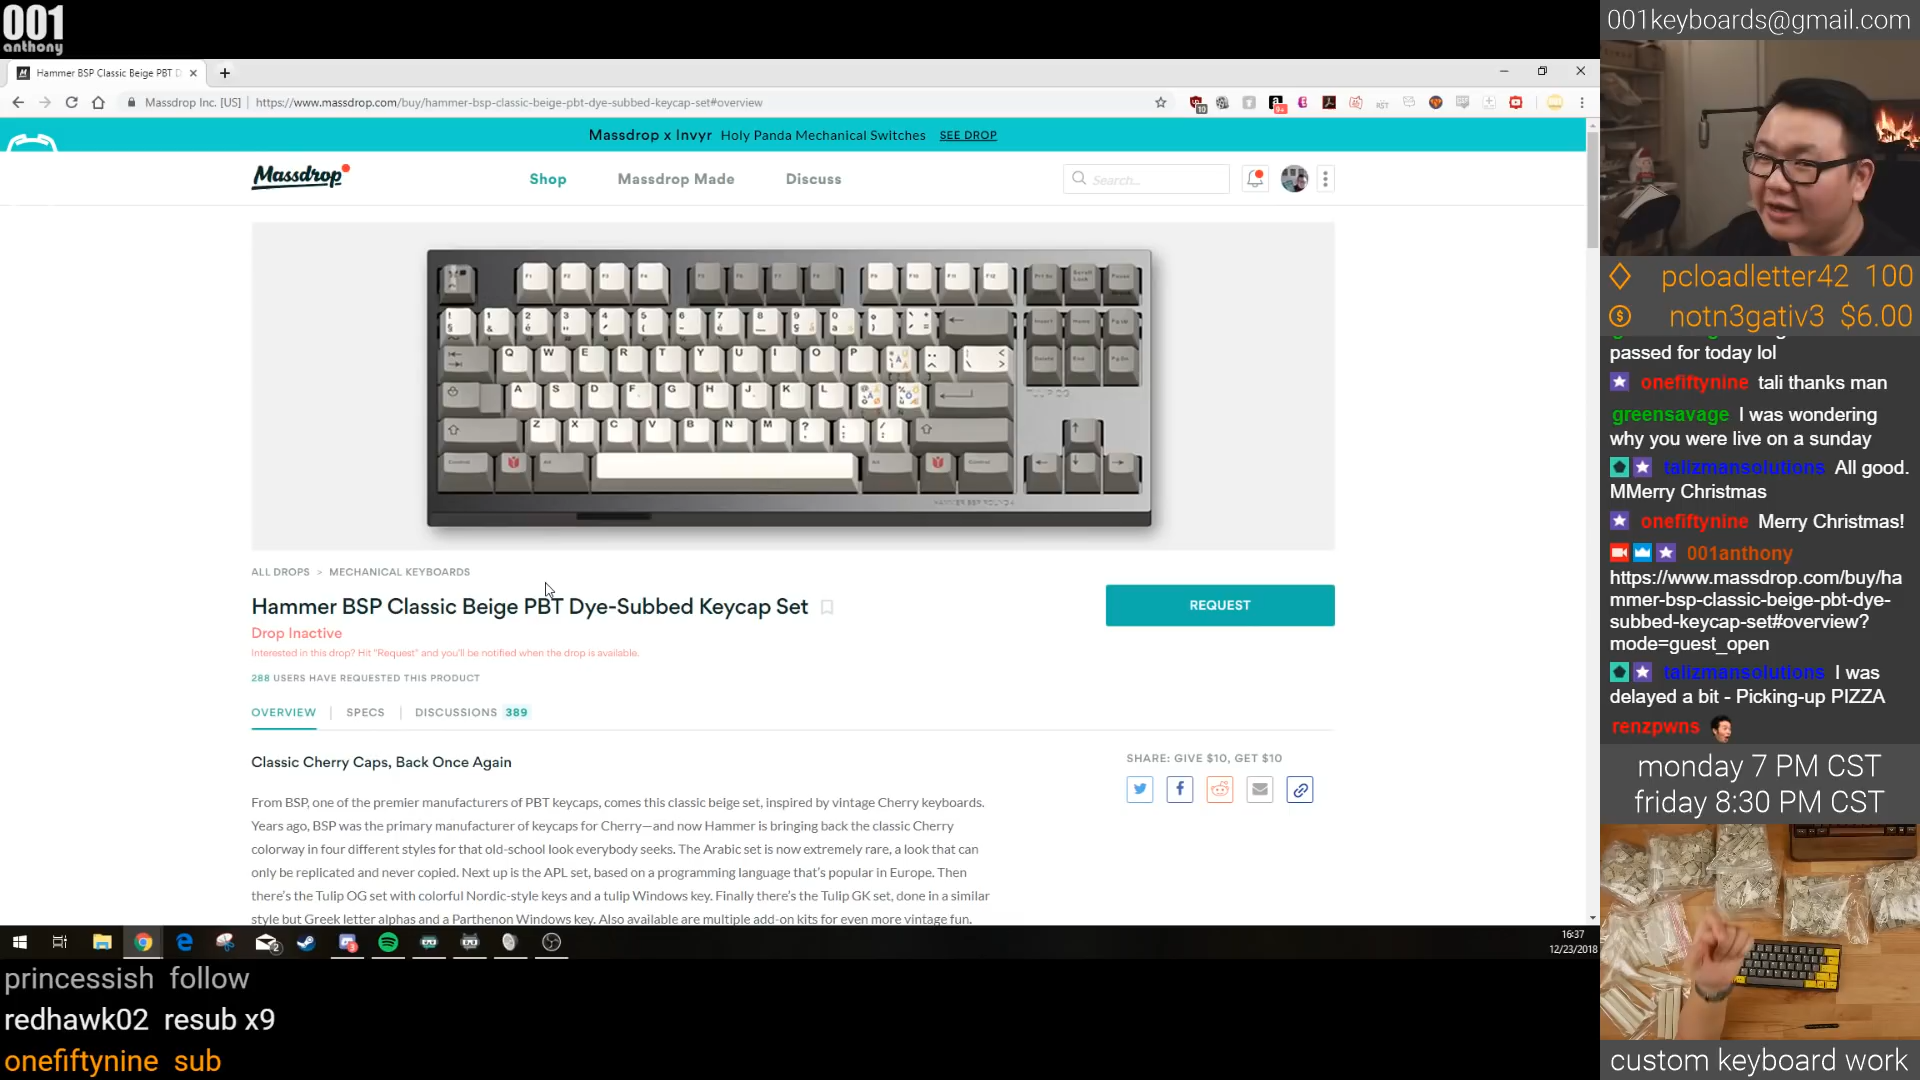 001
anthony
Hammer BSP Classic Beige PBT D
Massdrop Inc. [US]
https://www.massdrop.com/buy/hammer-bsp-classic-beige-pbt-dye-subbed-keycap-set#overview
Massdrop x Invyr Holy Panda Mechanical Switches SEE DROP
Massdrop
Shop
Massdrop Made
Discuss
Search...
ALL DROPS > MECHANICAL KEYBOARDS
Hammer BSP Classic Beige PBT Dye-Subbed Keycap Set
REQUEST
Drop Inactive
Interested in this drop? Hit "Request" and you'll be notified when the drop is available.
288 USERS HAVE REQUESTED THIS PRODUCT
OVERVIEW | SPECS | DISCUSSIONS 389
Classic Cherry Caps, Back Once Again
SHARE: GIVE $10, GET $10
From BSP, one of the premier manufacturers of PBT keycaps, comes this classic beige set, inspired by vintage Cherry keyboards.
Years ago, BSP was the primary manufacturer of keycaps for Cherry—and now Hammer is bringing back the classic Cherry
colorway in four different styles for that old-school look everybody seeks. The Arabic set is now extremely rare, a look that can
only be replicated and never copied. Next up is the APL set, based on a programming language that's popular in Europe. Then
there's the Tulip OG set with colorful Nordic-style keys and a tulip Windows key. Finally there's the Tulip GK set, done in a similar
style but Greek letter alphas and a Parthenon Windows key. Also available are multiple add-on kits for even more vintage fun.
16:37
12/23/2018
princessish follow
redhawk02 resub x9
onefiftynine sub
001keyboards@gmail.com
pcloadletter42 100
notn3gativ3 $6.00
passed for today lol
onefiftynine tali thanks man
greensavage I was wondering
why you were live on a sunday
talizmansolutions All good.
MMerry Christmas
onefiftynine Merry Christmas!
001anthony
https://www.massdrop.com/buy/ha
mmer-bsp-classic-beige-pbt-dye-
subbed-keycap-set#overview?
mode=guest_open
talizmansolutions I was
delayed a bit - Picking-up PIZZA
renzpwns
monday 7 PM CST
friday 8:30 PM CST
custom keyboard work